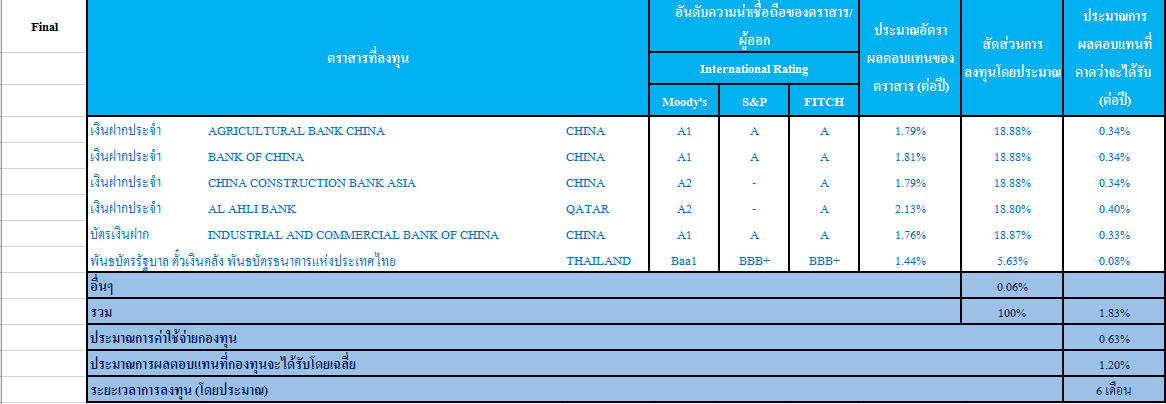 Final
ตราสารที่ลงทุน
อันดับความน่าเชื่อถือของตราสาร/
ผู้ออก
International Rating
Moody's S&P FITCH
ประมาณอัตรา
ผลตอบแทนของ
ตราสาร (ต่อปี)
สัดส่วนการ
ลงทุนโดยประมาณ
ประมาณการ
ผลตอบแทนที่
คาดว่าจะได้รับ
(ต่อปี)
เงินฝากประจำ AGRICULTURAL BANK CHINA CHINA A1 A A 1.79% 18.88% 0.34%
เงินฝากประจำ BANK OF CHINA CHINA A1 A A 1.81% 18.88% 0.34%
เงินฝากประจำ CHINA CONSTRUCTION BANK ASIA CHINA A2 - A 1.79% 18.88% 0.34%
เงินฝากประจำ AL AHLI BANK QATAR A2 - A 2.13% 18.80% 0.40%
บัตรเงินฝาก INDUSTRIAL AND COMMERCIAL BANK OF CHINA CHINA A1 A A 1.76% 18.87% 0.33%
พันธบัตรรัฐบาล ตั๋วเงินคลัง พันธบัตรธนาคารแห่งประเทศไทย THAILAND Baa1 BBB+ BBB+ 1.44% 5.63% 0.08%
อื่นๆ 0.06%
รวม 100% 1.83%
ประมาณการค่าใช้จ่ายกองทุน 0.63%
ประมาณการผลตอบแทนที่กองทุนจะได้รับโดยเฉลี่ย 1.20%
ระยะเวลาการลงทุน (โดยประมาณ) 6 เดือน